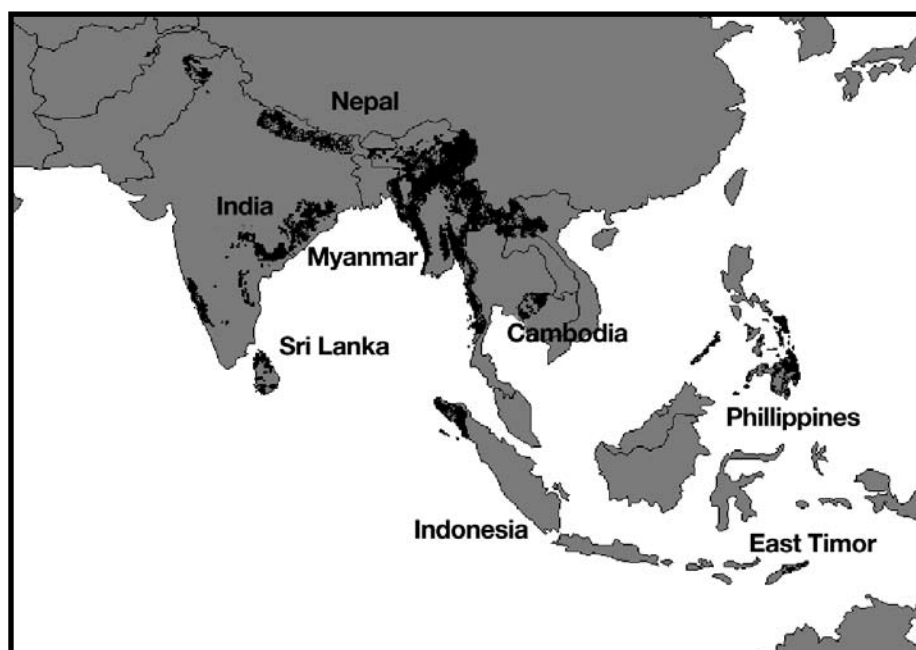 Nepal
India
Myanmar
Sri Lanka
Cambodia
Phillippines
Indonesia
East Timor